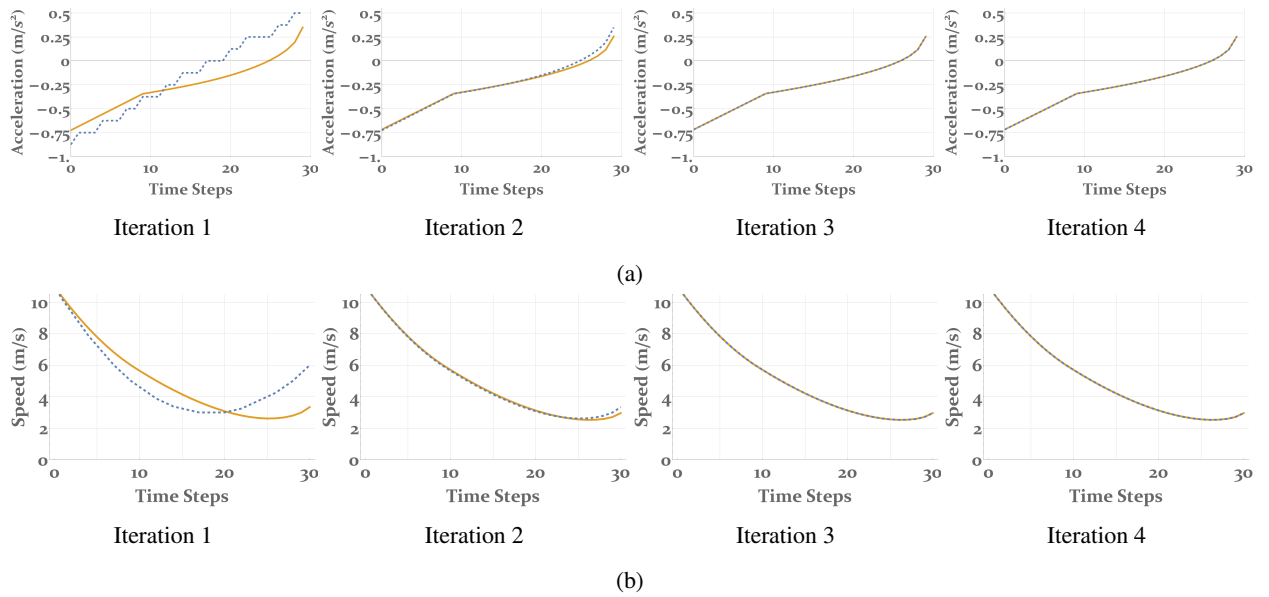 Acceleration (m/s²)
0.5
0.25
0
−0.25
−0.5
−0.75
−1.
0 10 20 30
Time Steps
Iteration 1
Acceleration (m/s²)
0.5
0.25
0
−0.25
−0.5
−0.75
−1.
0 10 20 30
Time Steps
Iteration 2
Acceleration (m/s²)
0.5
0.25
0
−0.25
−0.5
−0.75
−1.
0 10 20 30
Time Steps
Iteration 3
Acceleration (m/s²)
0.5
0.25
0
−0.25
−0.5
−0.75
−1.
0 10 20 30
Time Steps
Iteration 4
(a)
Speed (m/s)
10
8
6
4
2
0
0 10 20 30
Time Steps
Iteration 1
Speed (m/s)
10
8
6
4
2
0
0 10 20 30
Time Steps
Iteration 2
Speed (m/s)
10
8
6
4
2
0
0 10 20 30
Time Steps
Iteration 3
Speed (m/s)
10
8
6
4
2
0
0 10 20 30
Time Steps
Iteration 4
(b)